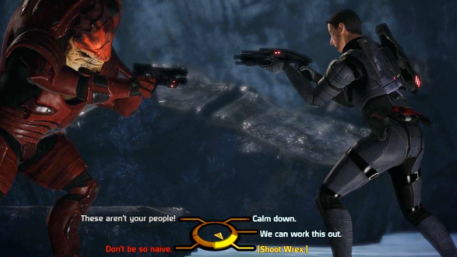 These aren't your people!
Calm down.
We can work this out.
Don't be so naive.
[Shoot Wrex.]